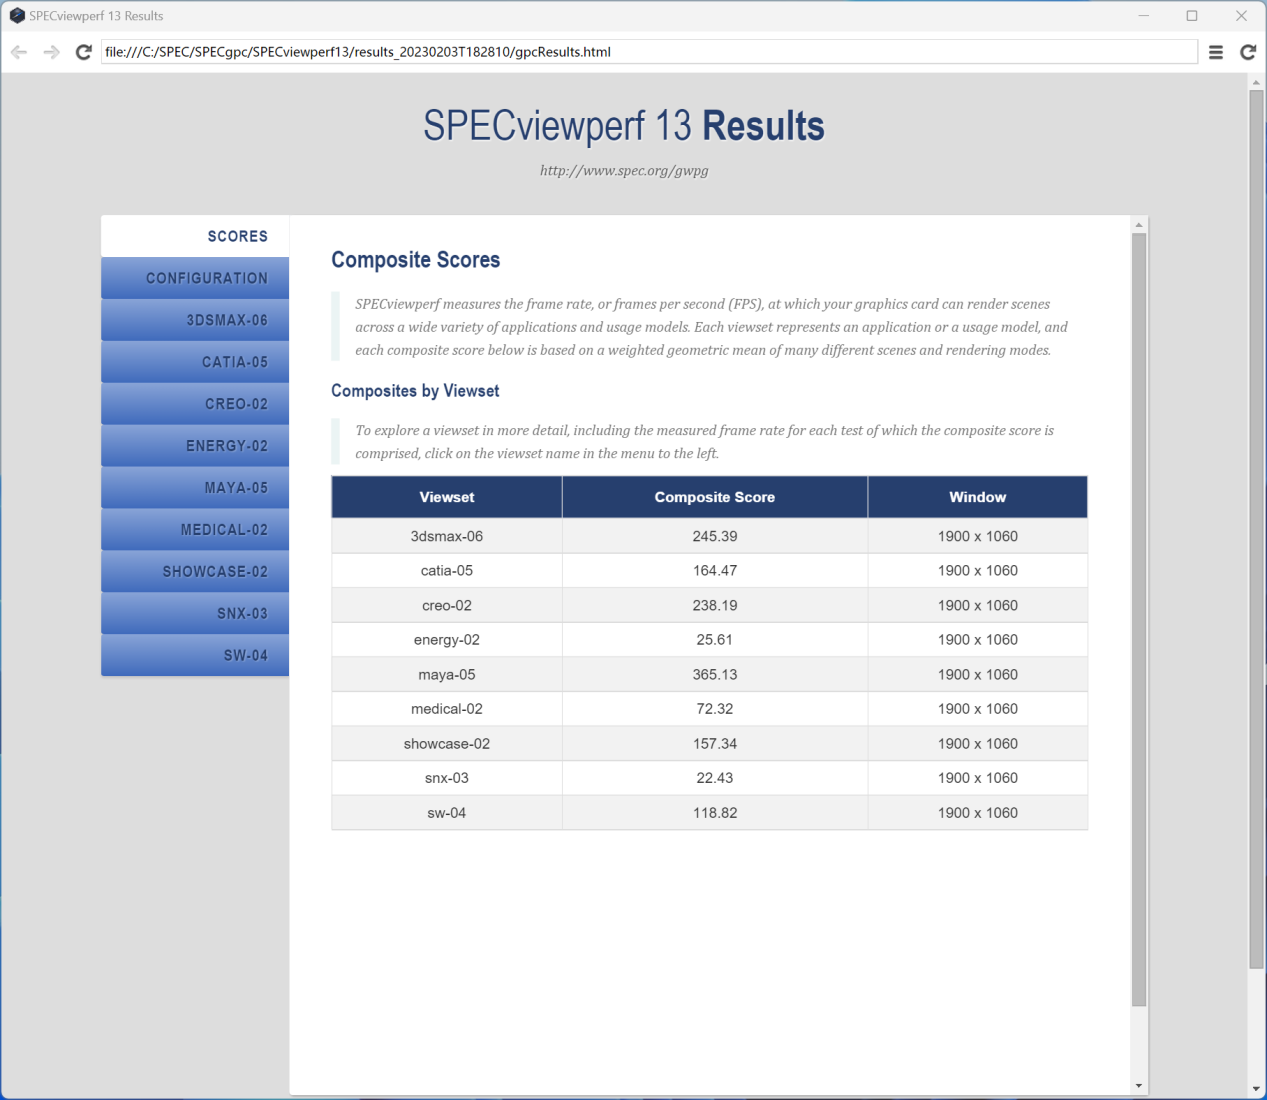 SPECviewperf 13 Results
file:///C:/SPEC/SPECgpc/SPECviewperf13/results_20230203T182810/gpcResults.html
SPECviewperf 13 Results
http://www.spec.org/gwpg
SCORES
CONFIGURATION
3DSMAX-06
CATIA-05
CREO-02
ENERGY-02
MAYA-05
MEDICAL-02
SHOWCASE-02
SNX-03
SW-04
Composite Scores
SPECviewperf measures the frame rate, or frames per second (FPS), at which your graphics card can render scenes
across a wide variety of applications and usage models. Each viewset represents an application or a usage model, and
each composite score below is based on a weighted geometric mean of many different scenes and rendering modes.
Composites by Viewset
To explore a viewset in more detail, including the measured frame rate for each test of which the composite score is
comprised, click on the viewset name in the menu to the left.
Viewset Composite Score Window
3dsmax-06 245.39 1900 x 1060
catia-05 164.47 1900 x 1060
creo-02 238.19 1900 x 1060
energy-02 25.61 1900 x 1060
maya-05 365.13 1900 x 1060
medical-02 72.32 1900 x 1060
showcase-02 157.34 1900 x 1060
snx-03 22.43 1900 x 1060
sw-04 118.82 1900 x 1060